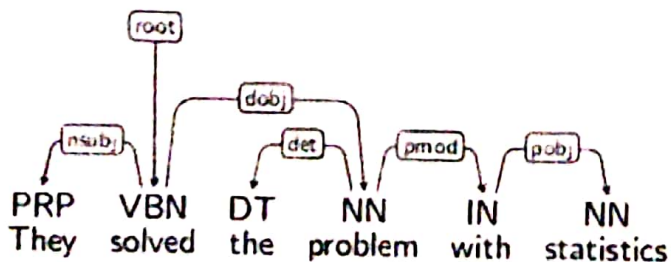 root
dobj
nsubj det pmod pobj
PRP VBN DT NN IN NN
They solved the problem with statistics